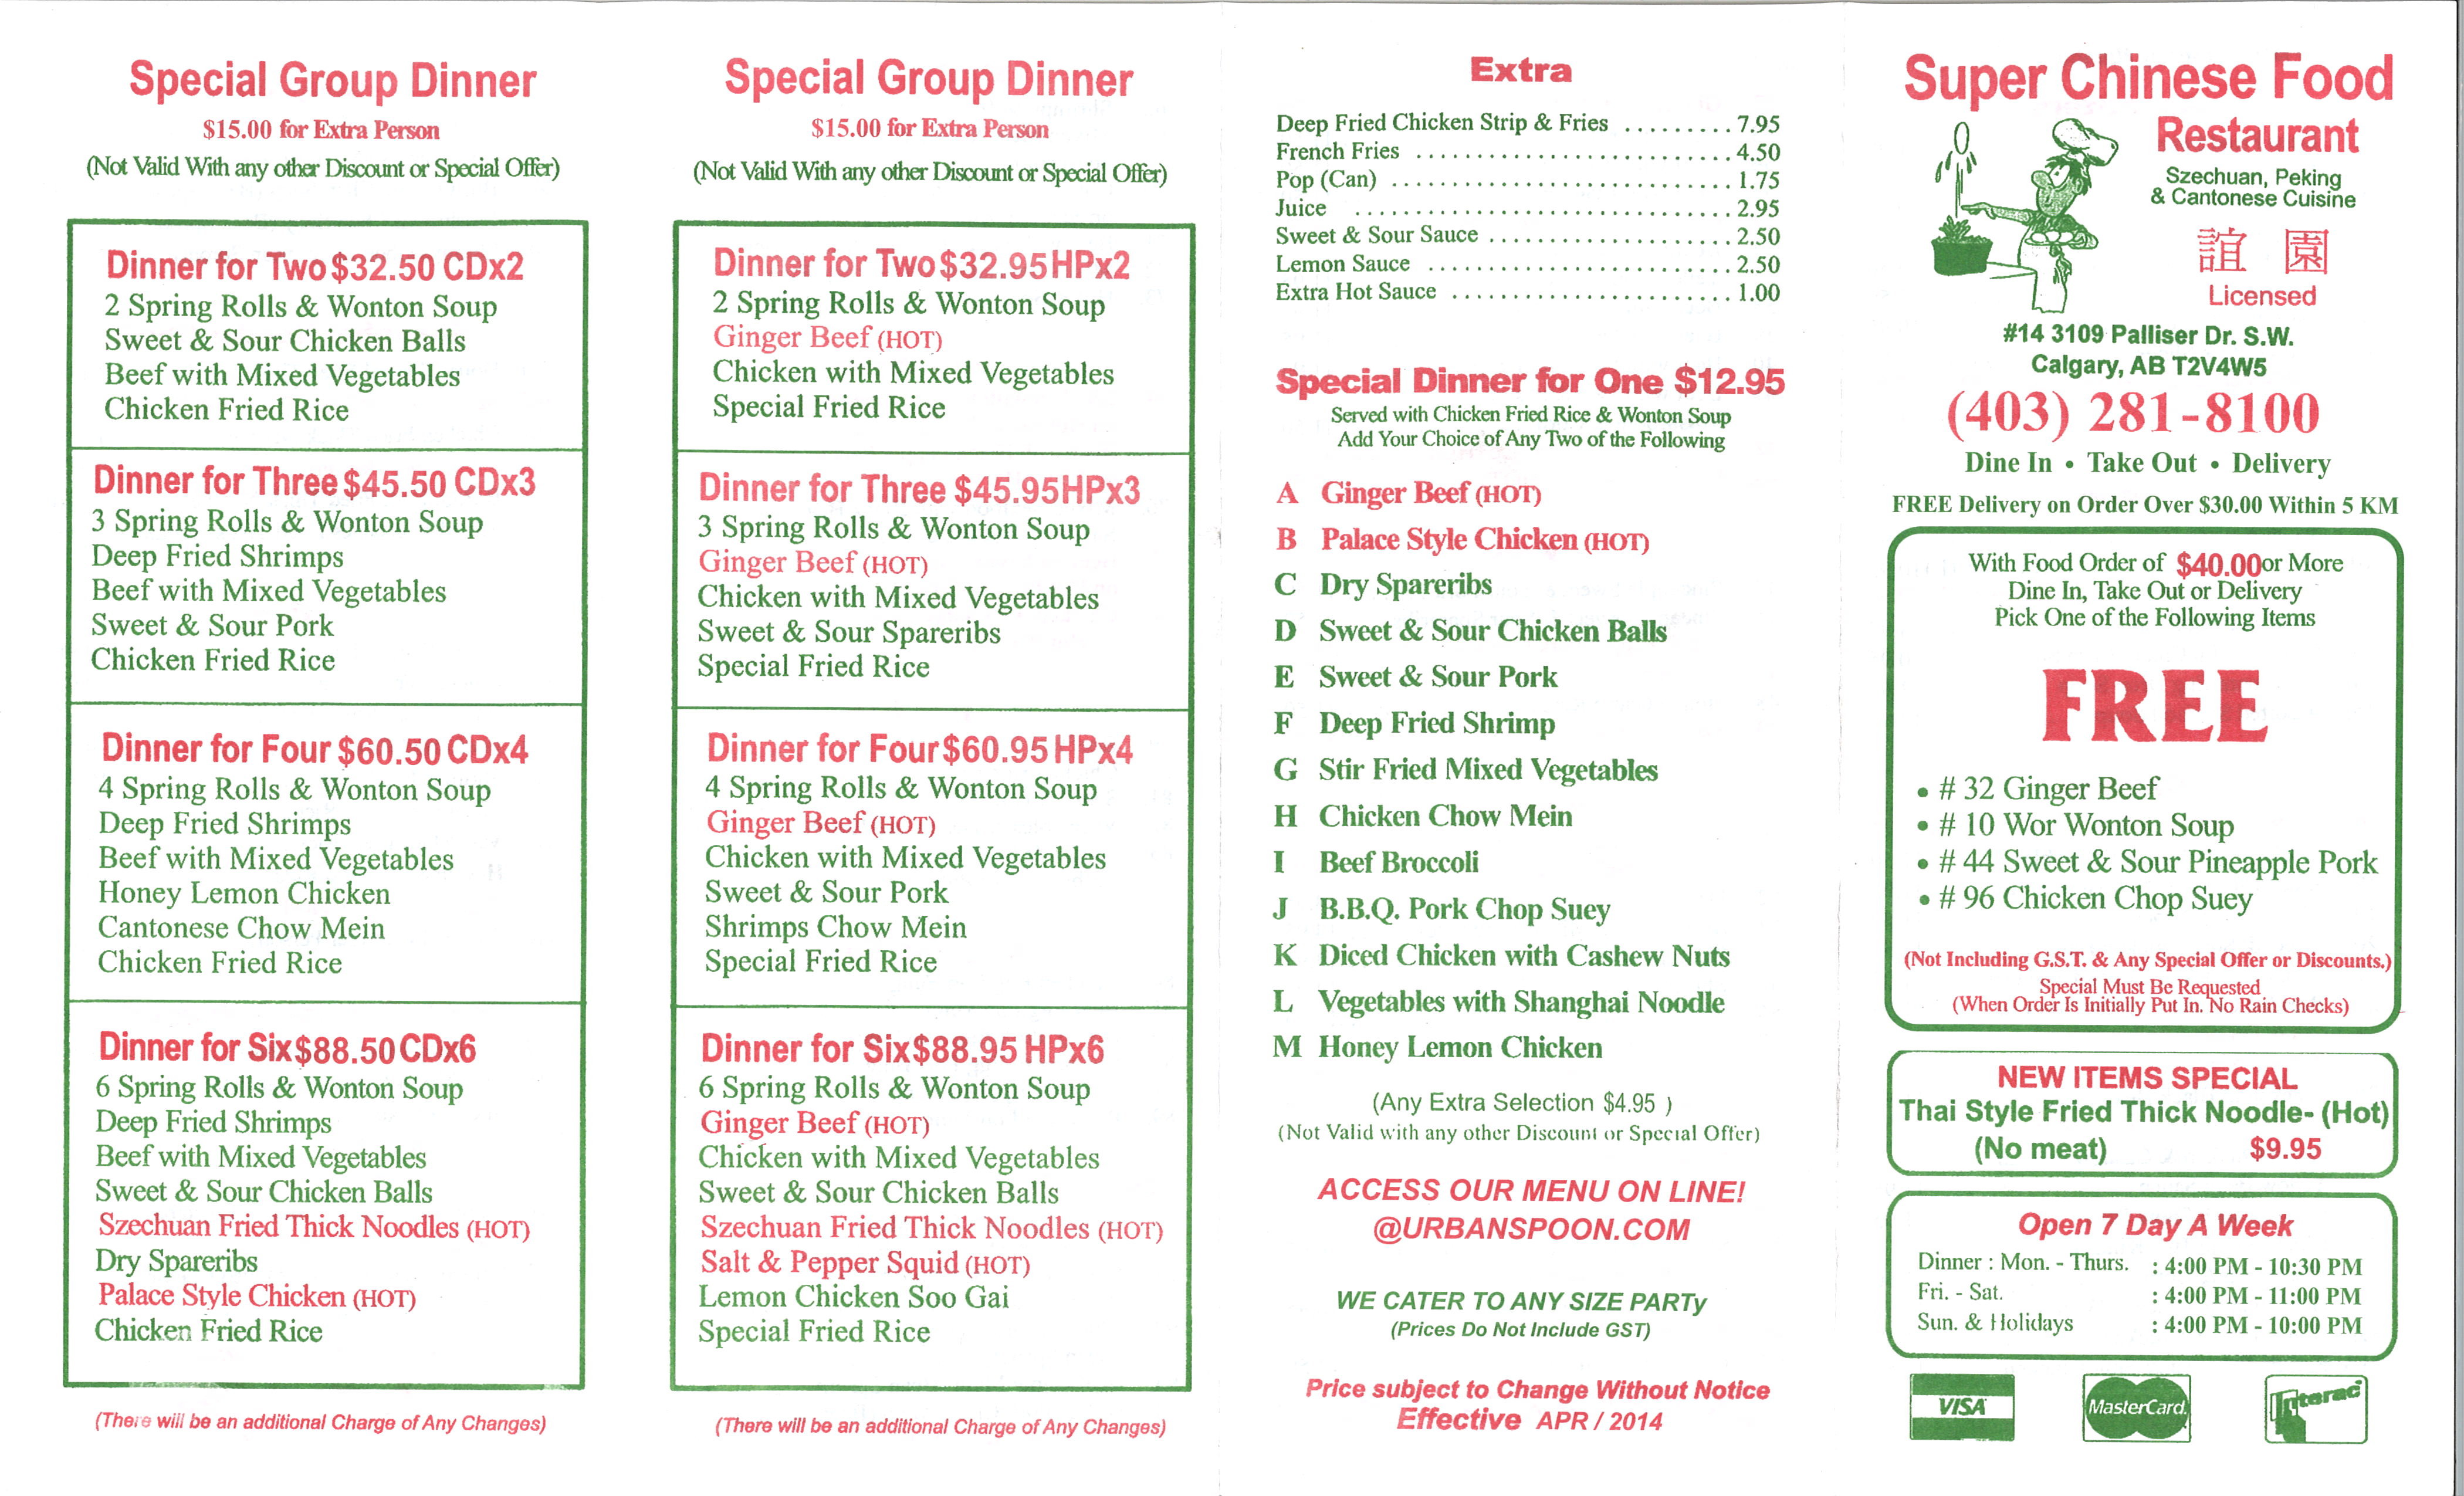 Special Group Dinner
$15.00 for Extra Person
(Not Valid With any other Discount or Special Offer)
Dinner for Two $32.50 CDx2
2 Spring Rolls & Wonton Soup
Sweet & Sour Chicken Balls
Beef with Mixed Vegetables
Chicken Fried Rice
Dinner for Three $45.50 CDx3
3 Spring Rolls & Wonton Soup
Deep Fried Shrimps
Beef with Mixed Vegetables
Sweet & Sour Pork
Chicken Fried Rice
Dinner for Four $60.50 CDx4
4 Spring Rolls & Wonton Soup
Deep Fried Shrimps
Beef with Mixed Vegetables
Honey Lemon Chicken
Cantonese Chow Mein
Chicken Fried Rice
Dinner for Six $88.50 CDx6
6 Spring Rolls & Wonton Soup
Deep Fried Shrimps
Beef with Mixed Vegetables
Sweet & Sour Chicken Balls
Szechuan Fried Thick Noodles (HOT)
Dry Spareribs
Palace Style Chicken (HOT)
Chicken Fried Rice
(There will be an additional Charge of Any Changes)
Special Group Dinner
$15.00 for Extra Person
(Not Valid With any other Discount or Special Offer)
Dinner for Two $32.95 HPx2
2 Spring Rolls & Wonton Soup
Ginger Beef (HOT)
Chicken with Mixed Vegetables
Special Fried Rice
Dinner for Three $45.95 HPx3
3 Spring Rolls & Wonton Soup
Ginger Beef (HOT)
Chicken with Mixed Vegetables
Sweet & Sour Spareribs
Special Fried Rice
Dinner for Four $60.95 HPx4
4 Spring Rolls & Wonton Soup
Ginger Beef (HOT)
Chicken with Mixed Vegetables
Sweet & Sour Pork
Shrimps Chow Mein
Special Fried Rice
Dinner for Six $88.95 HPx6
6 Spring Rolls & Wonton Soup
Ginger Beef (HOT)
Chicken with Mixed Vegetables
Sweet & Sour Chicken Balls
Szechuan Fried Thick Noodles (HOT)
Salt & Pepper Squid (HOT)
Lemon Chicken Soo Gai
Special Fried Rice
(There will be an additional Charge of Any Changes)
Extra
Deep Fried Chicken Strip & Fries ......... 7.95
French Fries .......................... 4.50
Pop (Can) ............................ 1.75
Juice ............................... 2.95
Sweet & Sour Sauce .................... 2.50
Lemon Sauce ......................... 2.50
Extra Hot Sauce ....................... 1.00
Special Dinner for One $12.95
Served with Chicken Fried Rice & Wonton Soup
Add Your Choice of Any Two of the Following
A Ginger Beef (HOT)
B Palace Style Chicken (HOT)
C Dry Spareribs
D Sweet & Sour Chicken Balls
E Sweet & Sour Pork
F Deep Fried Shrimp
G Stir Fried Mixed Vegetables
H Chicken Chow Mein
I Beef Broccoli
J B.B.Q. Pork Chop Suey
K Diced Chicken with Cashew Nuts
L Vegetables with Shanghai Noodle
M Honey Lemon Chicken
(Any Extra Selection $4.95 )
(Not Valid with any other Discount or Special Offer)
ACCESS OUR MENU ON LINE!
@URBANSPOON.COM
WE CATER TO ANY SIZE PARTy
(Prices Do Not Include GST)
Price subject to Change Without Notice
Effective APR / 2014
Super Chinese Food
Restaurant
Szechuan, Peking
& Cantonese Cuisine
誼 園
Licensed
#14 3109 Palliser Dr. S.W.
Calgary, AB T2V4W5
(403) 281-8100
Dine In • Take Out • Delivery
FREE Delivery on Order Over $30.00 Within 5 KM
With Food Order of $40.00 or More
Dine In, Take Out or Delivery
Pick One of the Following Items
FREE
• # 32 Ginger Beef
• # 10 Wor Wonton Soup
• # 44 Sweet & Sour Pineapple Pork
• # 96 Chicken Chop Suey
(Not Including G.S.T. & Any Special Offer or Discounts.)
Special Must Be Requested
(When Order Is Initially Put In. No Rain Checks)
NEW ITEMS SPECIAL
Thai Style Fried Thick Noodle- (Hot)
(No meat) $9.95
Open 7 Day A Week
Dinner : Mon. - Thurs. : 4:00 PM - 10:30 PM
Fri. - Sat. : 4:00 PM - 11:00 PM
Sun. & Holidays : 4:00 PM - 10:00 PM
VISA MasterCard Interac